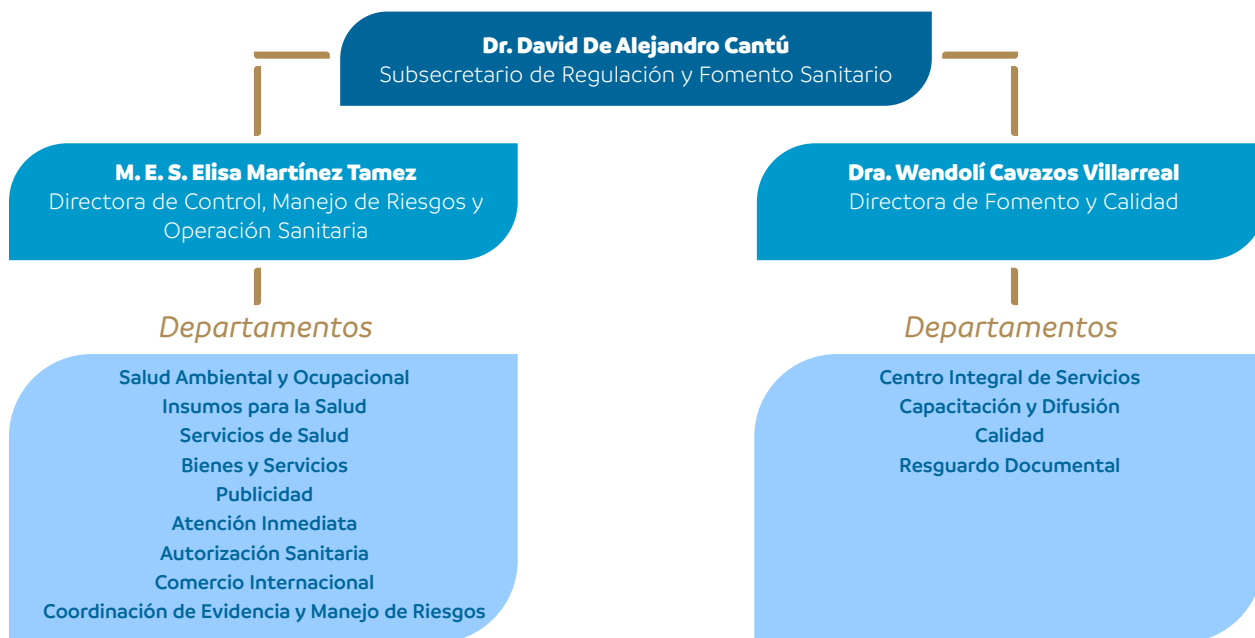 Dr. David De Alejandro Cantú
Subsecretario de Regulación y Fomento Sanitario
M. E. S. Elisa Martínez Tamez
Directora de Control, Manejo de Riesgos y
Operación Sanitaria
Departamentos
Salud Ambiental y Ocupacional
Insumos para la Salud
Servicios de Salud
Bienes y Servicios
Publicidad
Atención Inmediata
Autorización Sanitaria
Comercio Internacional
Coordinación de Evidencia y Manejo de Riesgos
Dra. Wendolí Cavazos Villarreal
Directora de Fomento y Calidad
Departamentos
Centro Integral de Servicios
Capacitación y Difusión
Calidad
Resguardo Documental